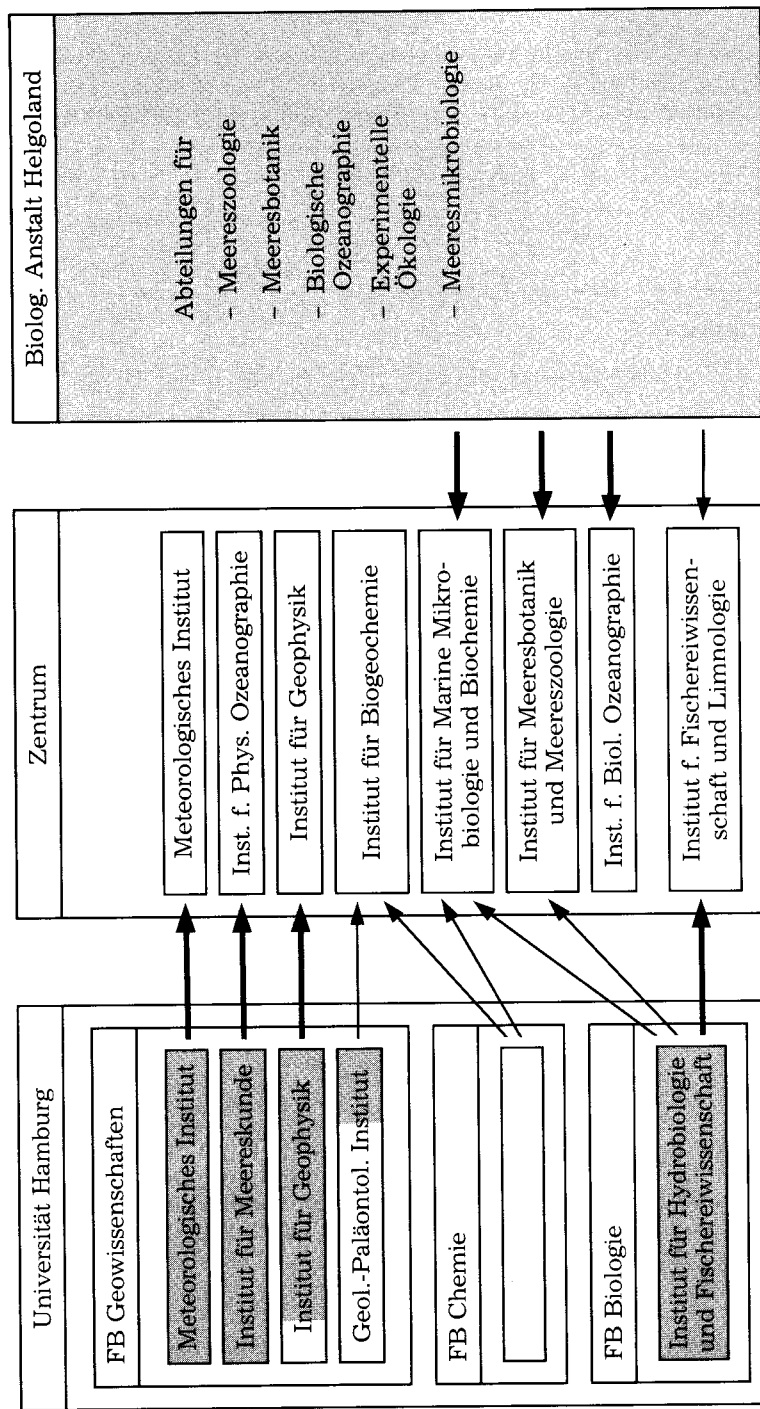 Universität Hamburg
FB Geowissenschaften
Meteorologisches Institut
Institut für Meereskunde
Institut für Geophysik
Geol.-Paläontol. Institut
FB Chemie
FB Biologie
Institut für Hydrobiologie
und Fischereiwissenschaft
Zentrum
Meteorologisches Institut
Inst. f. Phys. Ozeanographie
Institut für Geophysik
Institut für Biogeochemie
Institut für Marine Mikro-
biologie und Biochemie
Institut für Meeresbotanik
und Meereszoologie
Inst. f. Biol. Ozeanographie
Institut f. Fischereiwissen-
schaft und Limnologie
Biolog. Anstalt Helgoland
Abteilungen für
– Meereszoologie
– Meeresbotanik
– Biologische
Ozeanographie
– Experimentelle
Ökologie
– Meeresmikrobiologie